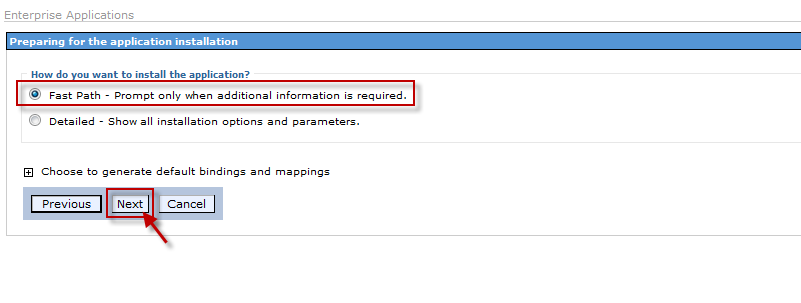 Enterprise Applications
Preparing for the application installation
How do you want to install the application?
Fast Path - Prompt only when additional information is required.
Detailed - Show all installation options and parameters.
Choose to generate default bindings and mappings
Previous Next Cancel